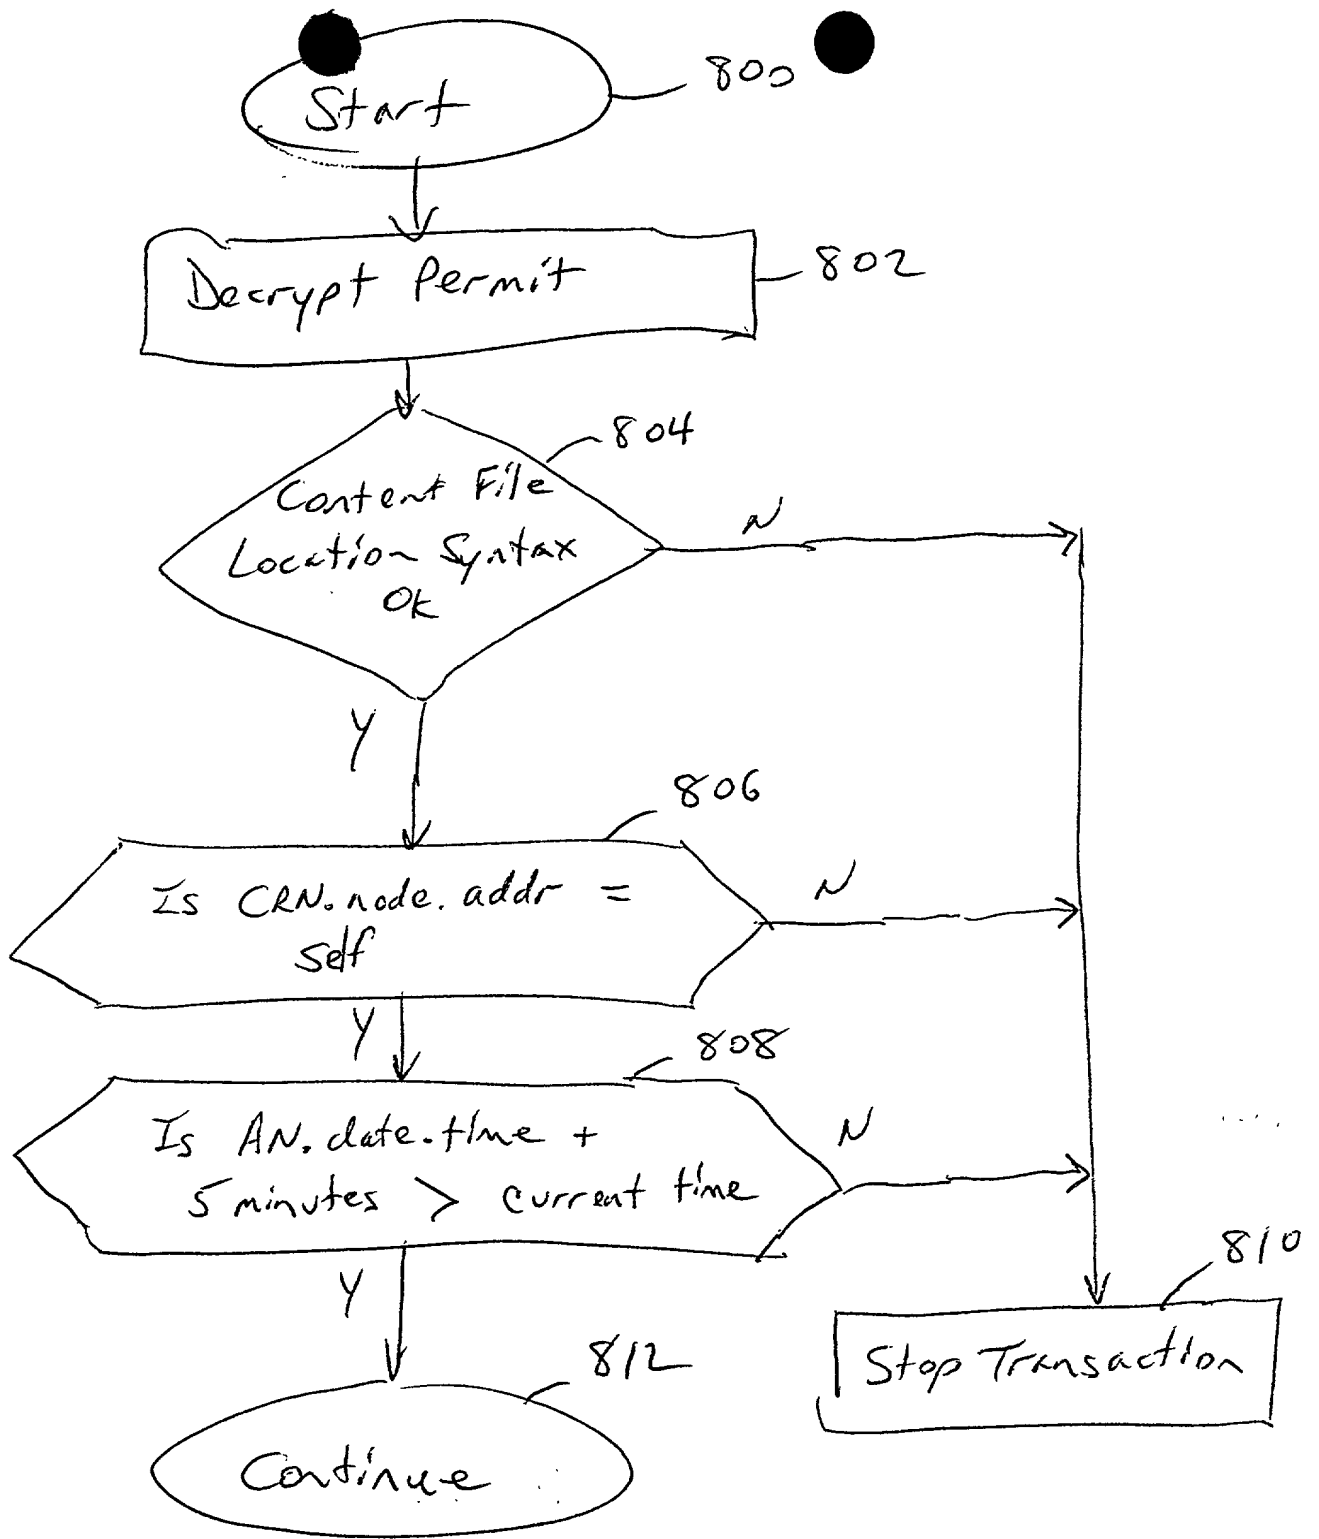 Start
800
Decrypt Permit
802
804
Content File
Location Syntax
OK
N
Y
806
Is CRN.node.addr =
self
N
Y
808
Is AN.date.time +
5 minutes > current time
N
Y
810
Stop Transaction
812
Continue